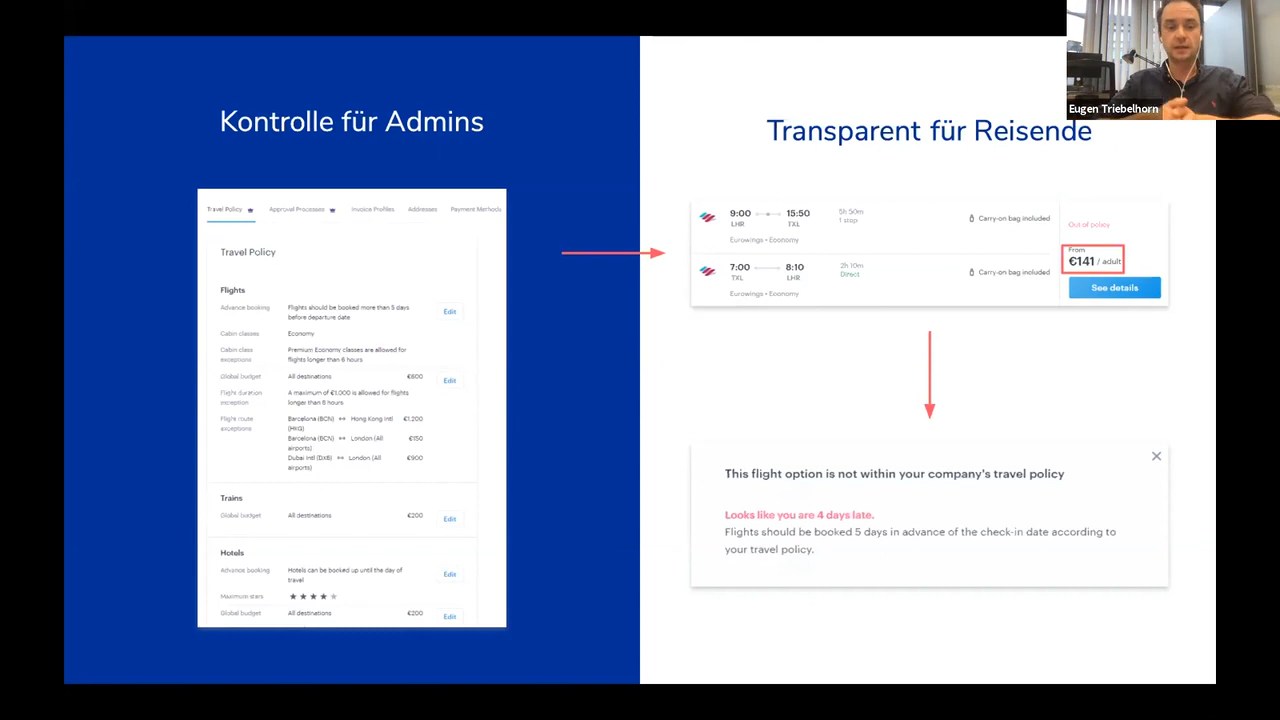 Eugen Triebelhorn
Kontrolle für Admins
Travel Policy
Approval Processes
Invoice Profiles
Addresses
Payment Methods
Travel Policy
Flights
Advance booking
Flights should be booked more than 5 days
before departure date
Edit
Cabin classes
Economy
Cabin class
exceptions
Premium Economy classes are allowed for
flights longer than 6 hours
Global budget
All destinations
€600
Edit
Flight duration
exception
A maximum of €1,000 is allowed for flights
longer than 8 hours
Flight route
exceptions
Barcelona (BCN) ↔ Hong Kong Intl
€1,200
(HKG)
Barcelona (BCN) ↔ London (All
€150
airports)
Dubai Intl (DXB) ↔ London (All
€900
airports)
Trains
Global budget
All destinations
€200
Edit
Hotels
Advance booking
Hotels can be booked up until the day of
travel
Edit
Maximum stars
Global budget
All destinations
€200
Edit
Transparent für Reisende
9:00
15:50
LHR
TXL
5h 50m
1 stop
Carry-on bag included
Eurowings • Economy
7:00
8:10
TXL
LHR
2h 10m
Direct
Carry-on bag included
Eurowings • Economy
Out of policy
From
€141 / adult
See details
This flight option is not within your company's travel policy
Looks like you are 4 days late.
Flights should be booked 5 days in advance of the check-in date according to
your travel policy.